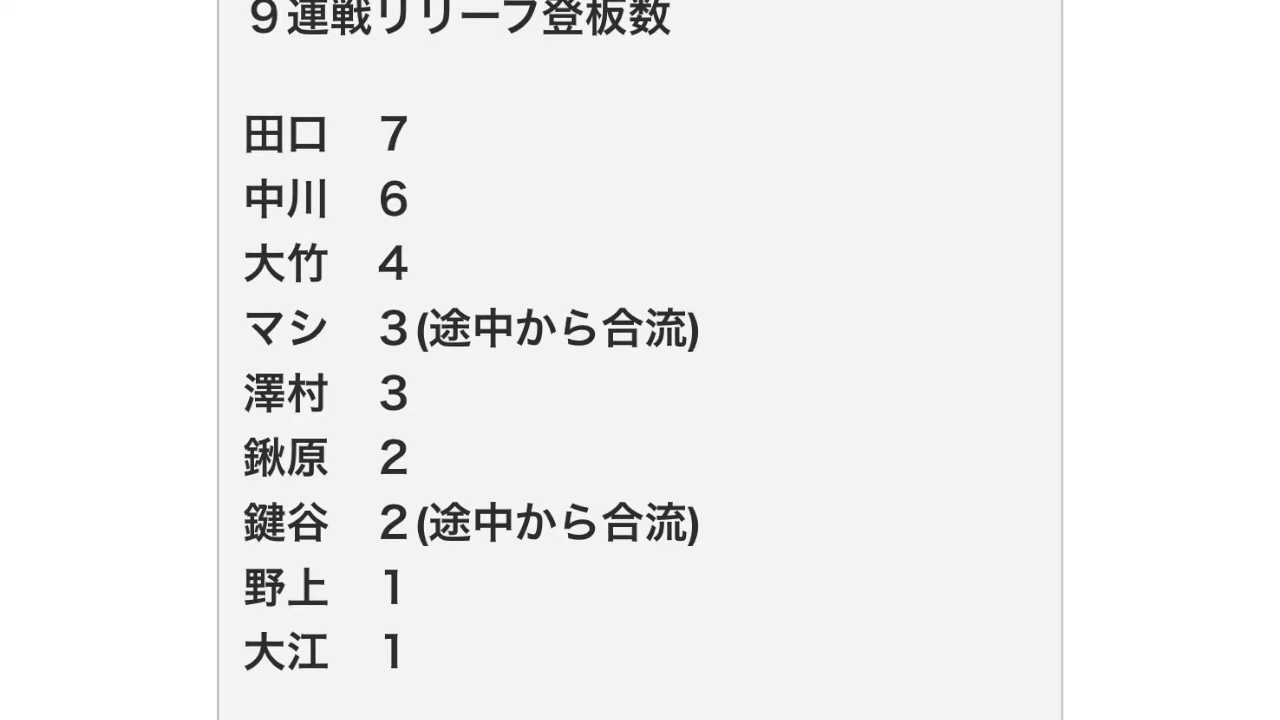 ９連戦リリーフ登板数
田口　７
中川　６
大竹　４
マシ　３(途中から合流)
澤村　３
鍬原　２
鍵谷　２(途中から合流)
野上　１
大江　１